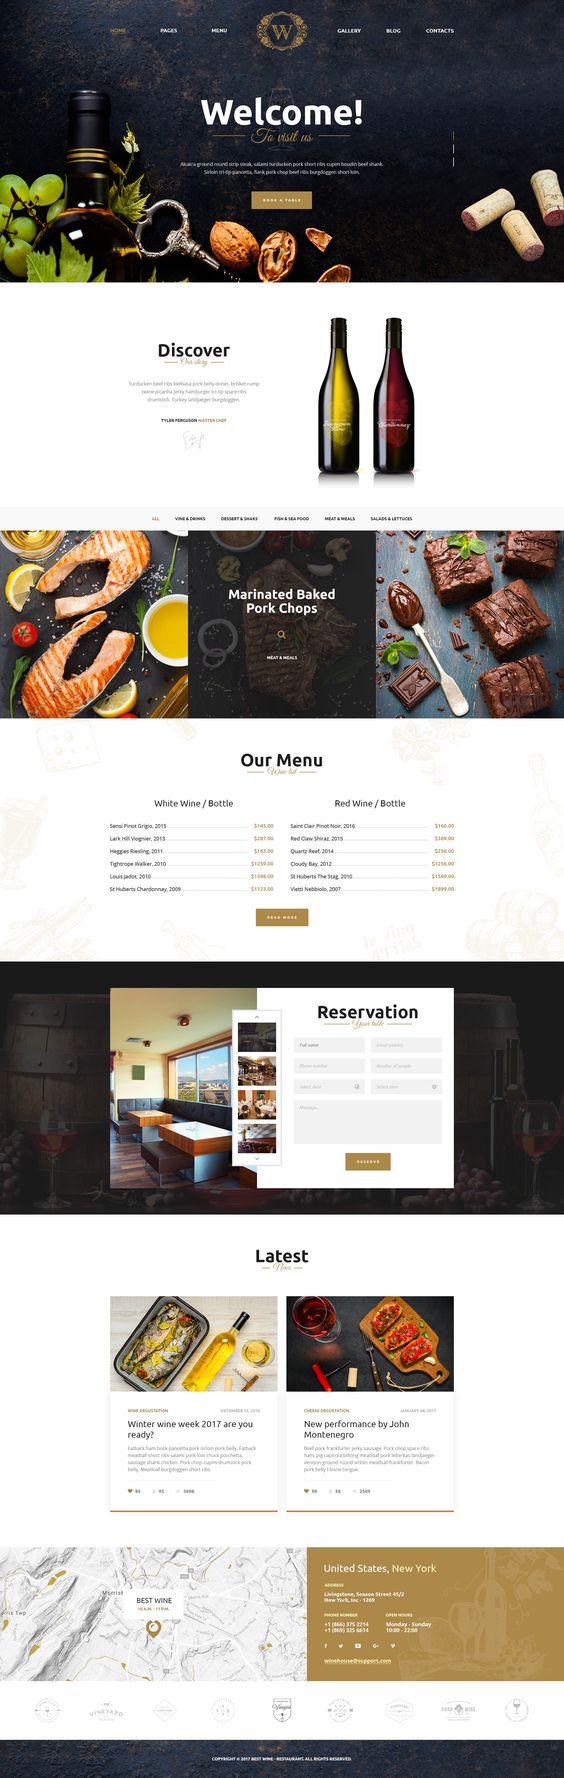 HOME
PAGES
MENU
W
GALLERY
BLOG
CONTACTS
Welcome!
To visit us
Alcatra ground round strip steak, salami turducken pork short ribs cupim boudin beef shank.
Sirloin tri-tip pancetta, flank pork chop beef ribs burgdoggen short loin.
BOOK A TABLE
Discover
Our story
Turducken beef ribs kielbasa pork belly doner, brisket rump
swine picanha jerky hamburger tri-tip spare ribs
drumstick. Turkey landjaeger burgdoggen.
TYLER FERGUSON MASTER CHEF
Chardonnay
ALL
VINE & DRINKS
DESSERT & SHAKS
FISH & SEA FOOD
MEAT & MEALS
SALADS & LETTUCES
Marinated Baked
Pork Chops
MEAT & MEALS
Our Menu
Wine list
White Wine / Bottle
Sensi Pinot Grigio, 2015 $145.00
Lark Hill Viognier, 2013 $287.00
Heggies Riesling, 2011 $165.00
Tightrope Walker, 2010 $1259.00
Louis Jadot, 2010 $1398.00
St Huberts Chardonnay, 2009 $1123.00
Red Wine / Bottle
Saint Clair Pinot Noir, 2016 $160.00
Red Claw Shiraz, 2015 $369.00
Quartz Reef, 2014 $256.00
Cloudy Bay, 2012 $1256.00
St Huberts The Stag, 2010 $1569.00
Vietti Nebbiolo, 2007 $1899.00
READ MORE
In vino
veritas
Reservation
Your table
Full name
Email address
Phone number
Number of people
Select date
Select time
Message...
RESERVE
Latest
News
WINE DEGUSTATION
DECEMBER 15, 2016
Winter wine week 2017 are you
ready?
Fatback ham hock pancetta pork sirloin pork belly. Fatback
meatball short ribs salami pork loin chuck porchetta,
sausage shank chicken. Pork chop cupim drumstick pork
belly. Meatloaf burgdoggen short ribs.
85
95
3698
CHEESE DEGUSTATION
JANUARY 08, 2017
New performance by John
Montenegro
Beef pork frankfurter jerky sausage. Pork chop spare ribs
ham, pig capicola biltong meatloaf pork leberkas landjaeger
venison ground round sirloin meatball frankfurter. Bacon
pork belly t-bone tongue.
59
56
2569
Morrist
rris Twp
BEST WINE
10 A.M. - 11 P.M.
United States, New York
ADDRESS
Livingstone, Season Street 45/2
New York, Inc - 1269
PHONE NUMBER
+1 (866) 375 2214
+1 (869) 325 6614
OPEN HOURS
Monday - Sunday
10:00 - 22:00
winehouse@support.com
VINEYARD
Vineyard
VINEYARD
GOOD WINE
COPYRIGHT © 2017 BEST WINE - RESTAURANT. ALL RIGHTS RESERVED.